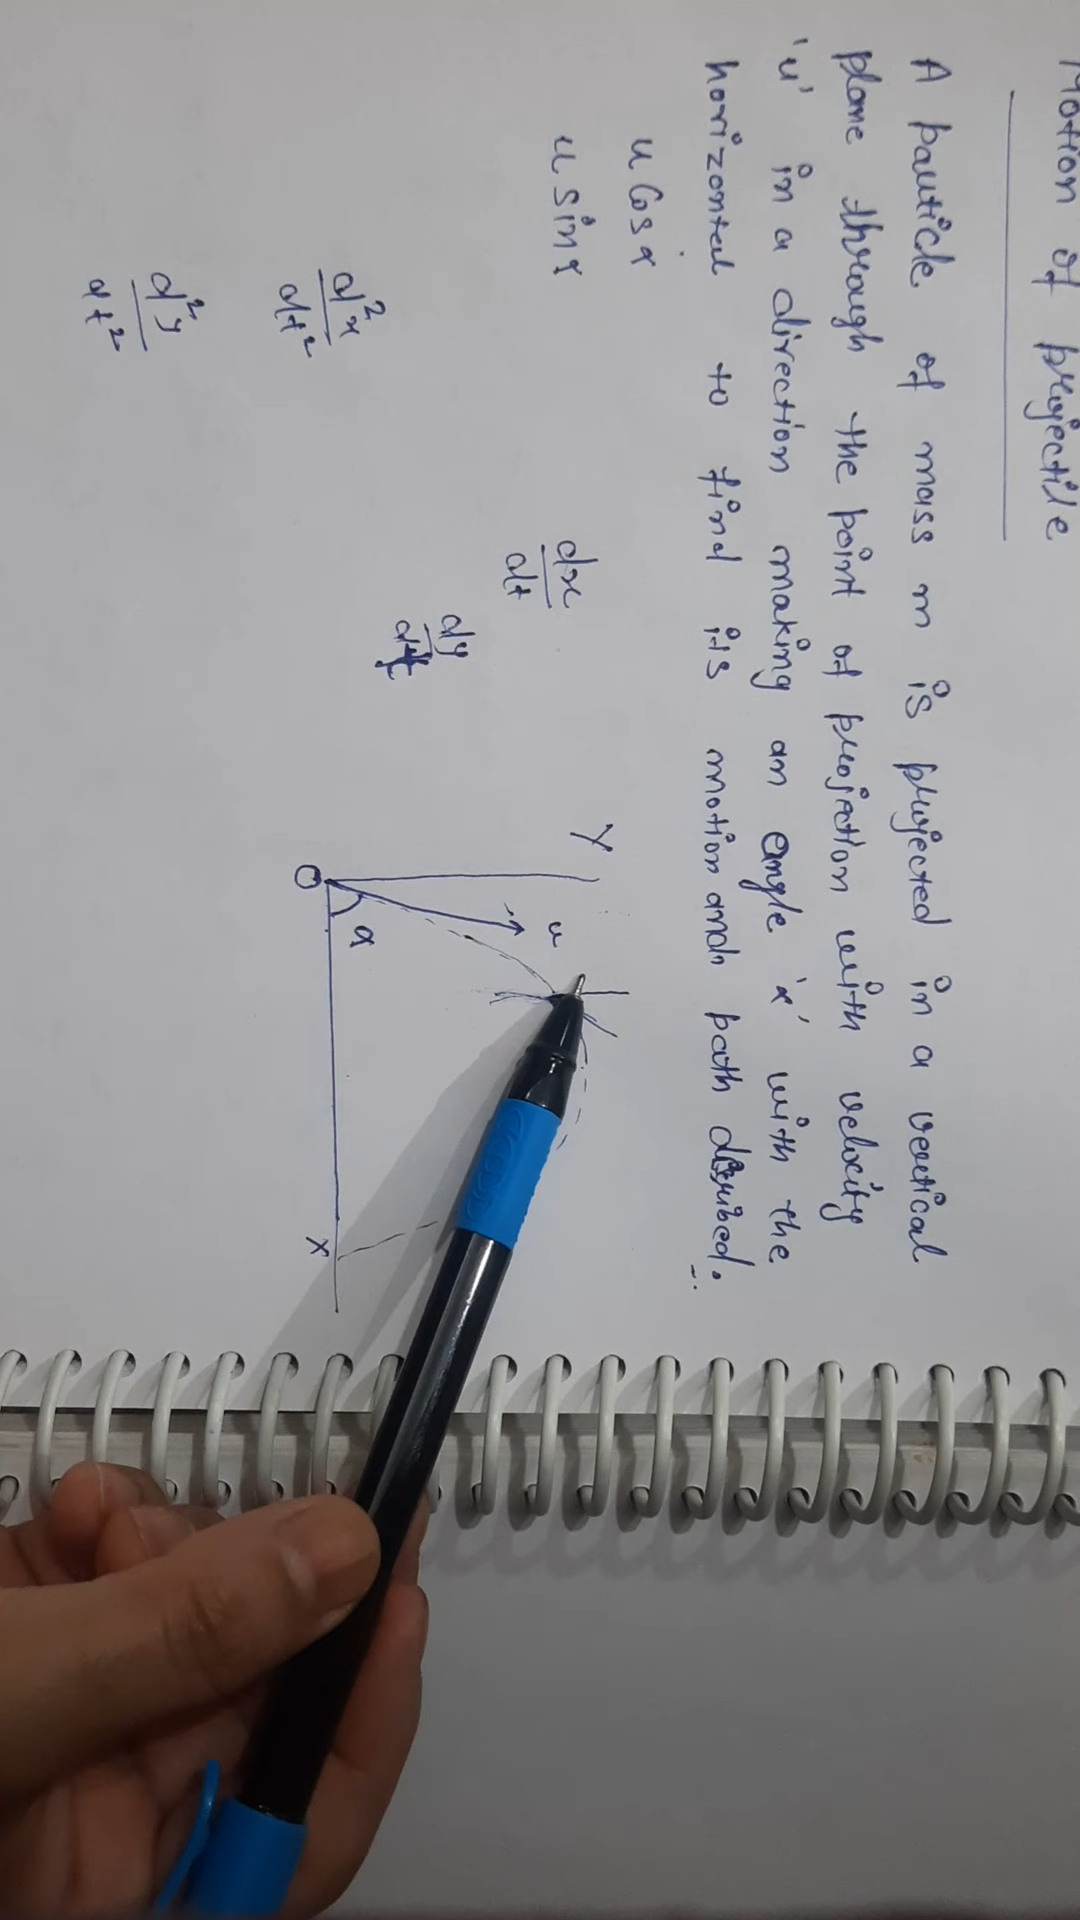 Motion of projectile
A particle of mass m is projected in a vertical
plane through the point of projection with velocity
'u' in a direction making an angle 'α' with the
horizontal to find its motion and path described.
u cos α
u sin α
dx/dt
dy/dt
d²x/dt²
d²y/dt²
Y
u
α
O
X